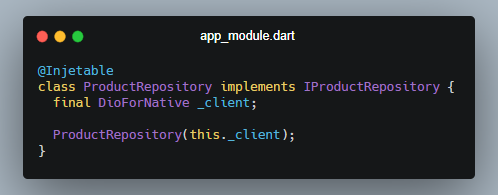 app_module.dart
@Injetable
class ProductRepository implements IProductRepository {
  final DioForNative _client;

  ProductRepository(this._client);
}